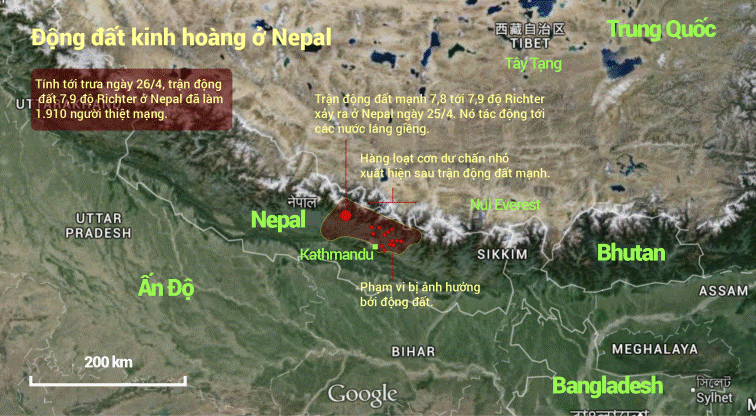 Động đất kinh hoàng ở Nepal
西藏自治区
TIBET
Trung Quốc
Tây Tạng
Tính tới trưa ngày 26/4, trận động
đất 7,9 độ Richter ở Nepal đã làm
1.910 người thiệt mạng.
Trận động đất mạnh 7,8 tới 7,9 độ Richter
xảy ra ở Nepal ngày 25/4. Nó tác động tới
các nước láng giềng.
Hàng loạt cơn dư chấn nhỏ
xuất hiện sau trận động đất mạnh.
नेपाल
Nepal
Núi Everest
UTTAR
PRADESH
Kathmandu
SIKKIM
Bhutan
Ấn Độ
Phạm vi bị ảnh hưởng
bởi động đất.
ASSAM
200 km
BIHAR
MEGHALAYA
Google
Bangladesh
সিলেট
Sylhet